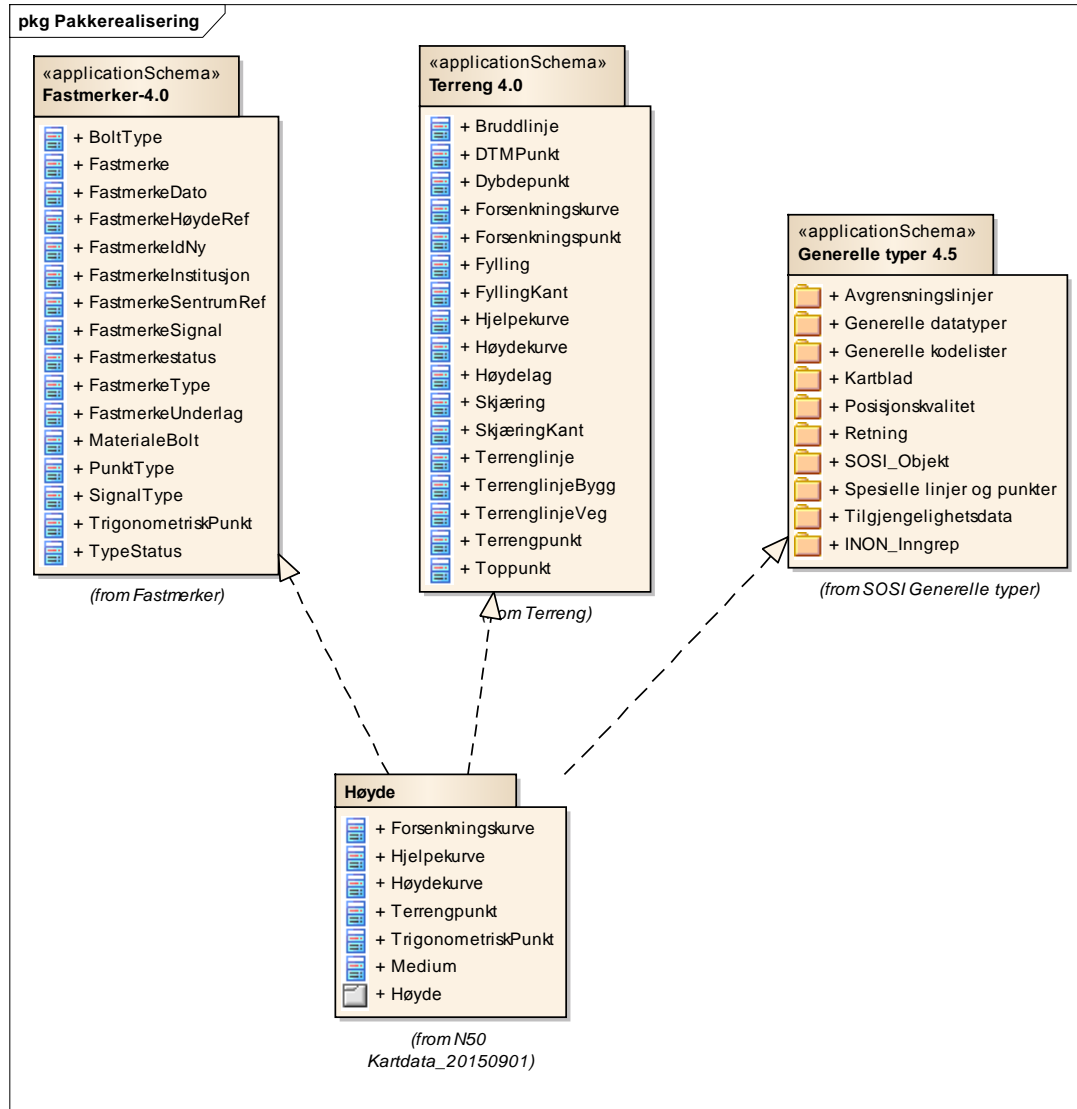 pkg Pakkerealisering
«applicationSchema»
Fastmerker-4.0
+ BoltType
+ Fastmerke
+ FastmerkeDato
+ FastmerkeHøydeRef
+ FastmerkeIdNy
+ FastmerkeInstitusjon
+ FastmerkeSentrumRef
+ FastmerkeSignal
+ Fastmerkestatus
+ FastmerkeType
+ FastmerkeUnderlag
+ MaterialeBolt
+ PunktType
+ SignalType
+ TrigonometriskPunkt
+ TypeStatus
(from Fastmerker)
«applicationSchema»
Terreng 4.0
+ Bruddlinje
+ DTMPunkt
+ Dybdepunkt
+ Forsenkningskurve
+ Forsenkningspunkt
+ Fylling
+ FyllingKant
+ Hjelpekurve
+ Høydekurve
+ Høydelag
+ Skjæring
+ SkjæringKant
+ Terrenglinje
+ TerrenglinjeBygg
+ TerrenglinjeVeg
+ Terrengpunkt
+ Toppunkt
(from Terreng)
«applicationSchema»
Generelle typer 4.5
+ Avgrensningslinjer
+ Generelle datatyper
+ Generelle kodelister
+ Kartblad
+ Posisjonskvalitet
+ Retning
+ SOSI_Objekt
+ Spesielle linjer og punkter
+ Tilgjengelighetsdata
+ INON_Inngrep
(from SOSI Generelle typer)
Høyde
+ Forsenkningskurve
+ Hjelpekurve
+ Høydekurve
+ Terrengpunkt
+ TrigonometriskPunkt
+ Medium
+ Høyde
(from N50
Kartdata_20150901)